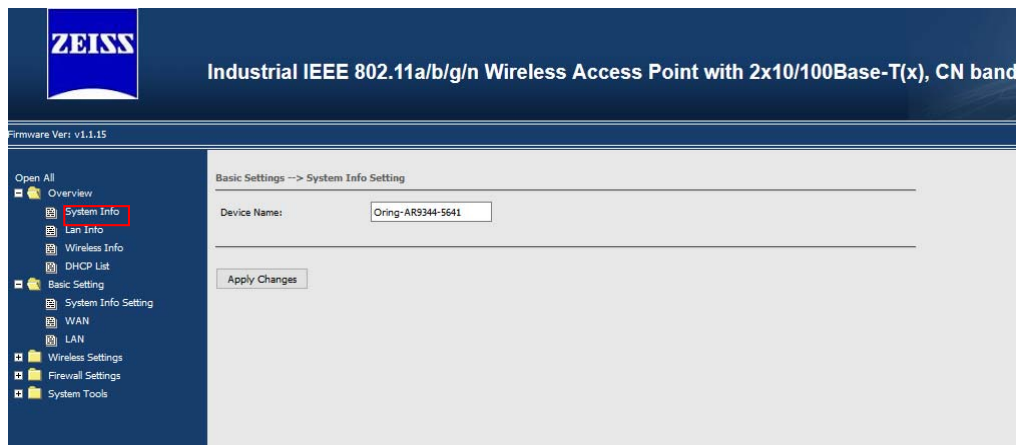 ZEISS
Industrial IEEE 802.11a/b/g/n Wireless Access Point with 2x10/100Base-T(x), CN band
Firmware Ver: v1.1.15
Open All
Overview
System Info
Lan Info
Wireless Info
DHCP List
Basic Setting
System Info Setting
WAN
LAN
Wireless Settings
Firewall Settings
System Tools
Basic Settings --> System Info Setting
Device Name: Oring-AR9344-5641
Apply Changes